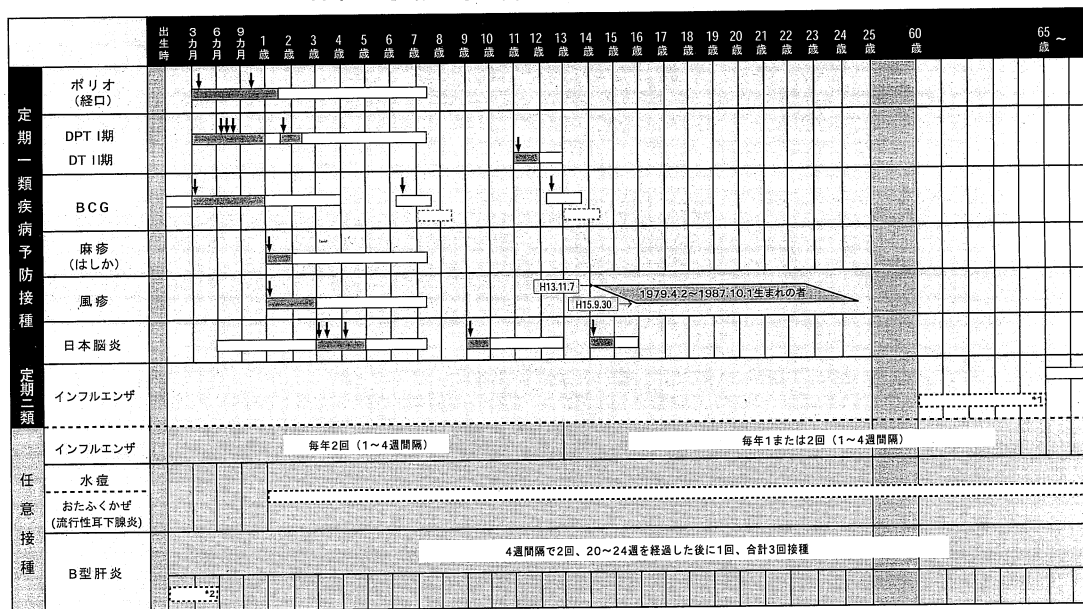 出生時 3カ月 6カ月 9カ月 1歳 2歳 3歳 4歳 5歳 6歳 7歳 8歳 9歳 10歳 11歳 12歳 13歳 14歳 15歳 16歳 17歳 18歳 19歳 20歳 21歳 22歳 23歳 24歳 25歳 60歳 65歳 ～
定期一類疾病予防接種
ポリオ
(経口)
DPT I期
DT II期
BCG
麻疹
(はしか)
風疹
H13.11.7
H15.9.30
1979.4.2～1987.10.1生まれの者
日本脳炎
定期二類
インフルエンザ
*1
任意接種
インフルエンザ
毎年2回（1～4週間隔）
毎年1または2回（1～4週間隔）
水痘
おたふくかぜ
(流行性耳下腺炎)
B型肝炎
4週間隔で2回、20～24週を経過した後に1回、合計3回接種
*2